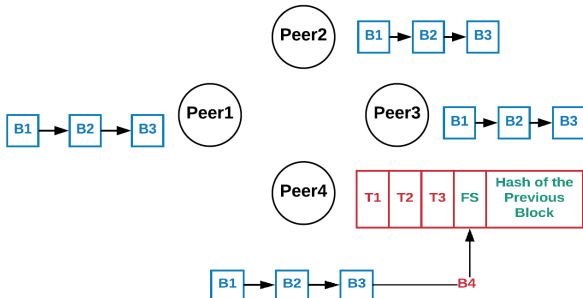 Peer2
B1 B2 B3
Peer1
B1 B2 B3
Peer3
B1 B2 B3
Peer4
T1 T2 T3 FS Hash of the
Previous
Block
B1 B2 B3 B4